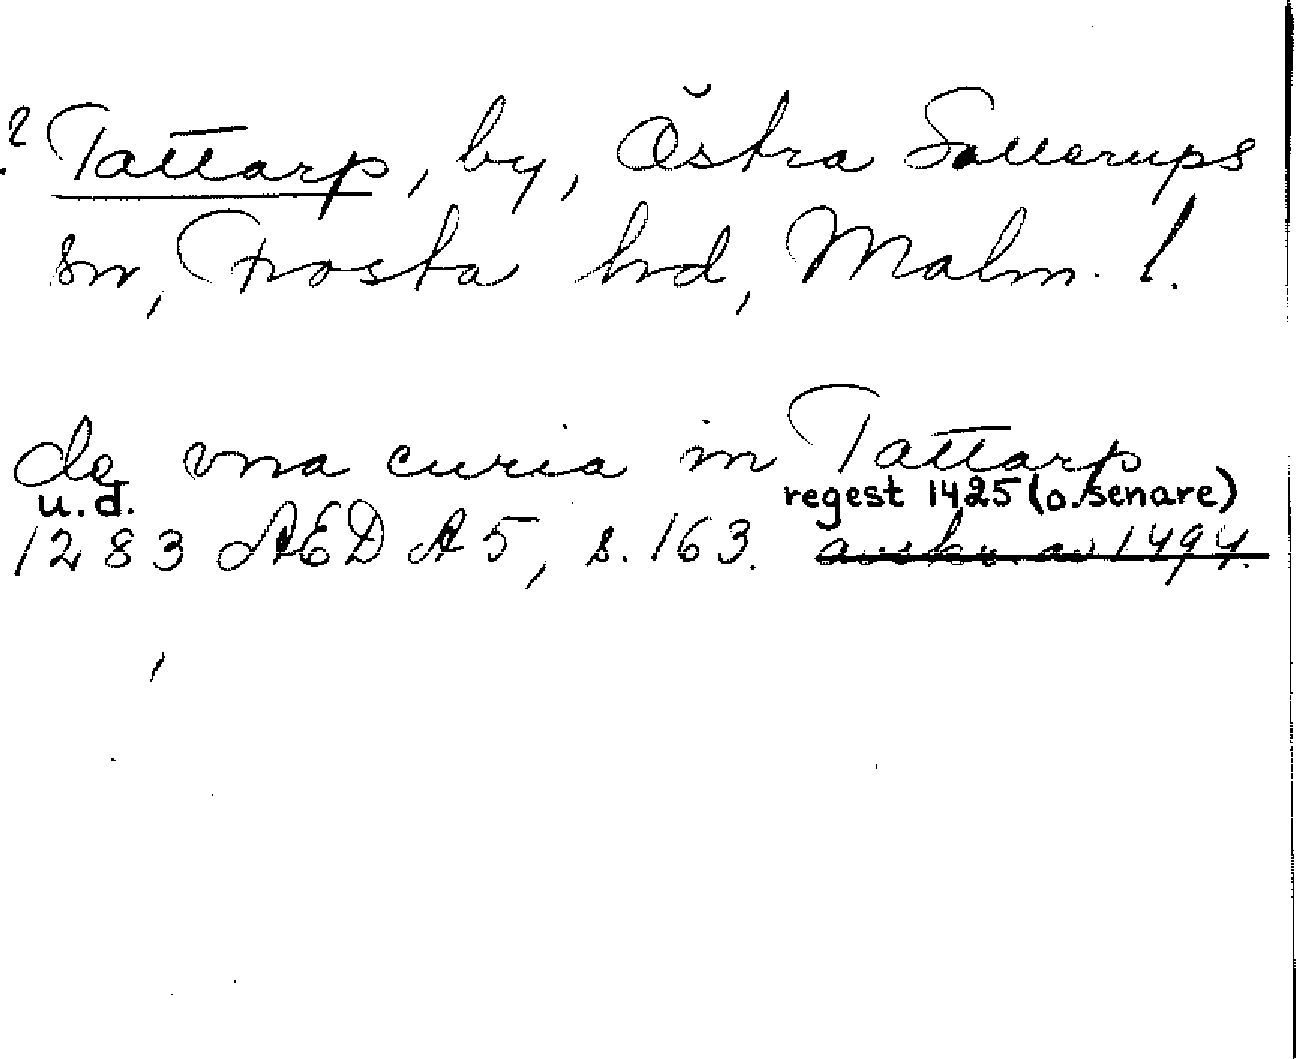 ? Tattarp, by, Östra Sallerups
sn, Frosta hd, Malm. l.
de vna curia in Tattarp
u.d. regest 1425 (o. senare)
1283 AED A 5, s. 163. avskr. av 1494.